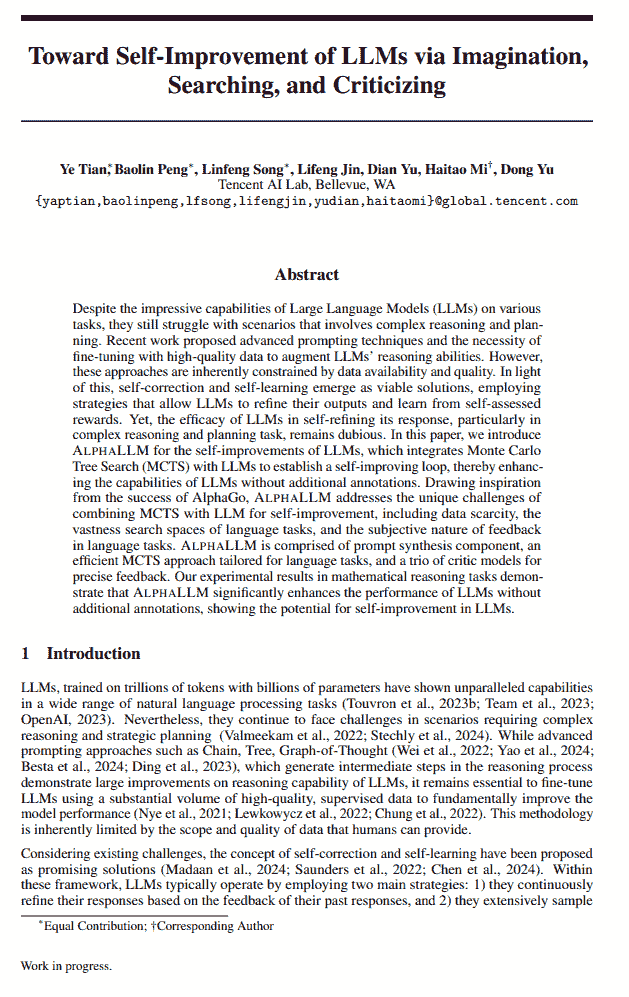 Toward Self-Improvement of LLMs via Imagination,
Searching, and Criticizing
Ye Tian*, Baolin Peng*, Linfeng Song*, Lifeng Jin, Dian Yu, Haitao Mi†, Dong Yu
Tencent AI Lab, Bellevue, WA
{yaptian,baolinpeng,lfsong,lifengjin,yudian,haitaomi}@global.tencent.com
Abstract
Despite the impressive capabilities of Large Language Models (LLMs) on various
tasks, they still struggle with scenarios that involves complex reasoning and plan-
ning. Recent work proposed advanced prompting techniques and the necessity of
fine-tuning with high-quality data to augment LLMs' reasoning abilities. However,
these approaches are inherently constrained by data availability and quality. In light
of this, self-correction and self-learning emerge as viable solutions, employing
strategies that allow LLMs to refine their outputs and learn from self-assessed
rewards. Yet, the efficacy of LLMs in self-refining its response, particularly in
complex reasoning and planning task, remains dubious. In this paper, we introduce
ALPHALLM for the self-improvements of LLMs, which integrates Monte Carlo
Tree Search (MCTS) with LLMs to establish a self-improving loop, thereby enhanc-
ing the capabilities of LLMs without additional annotations. Drawing inspiration
from the success of AlphaGo, ALPHALLM addresses the unique challenges of
combining MCTS with LLM for self-improvement, including data scarcity, the
vastness search spaces of language tasks, and the subjective nature of feedback
in language tasks. ALPHALLM is comprised of prompt synthesis component, an
efficient MCTS approach tailored for language tasks, and a trio of critic models for
precise feedback. Our experimental results in mathematical reasoning tasks demon-
strate that ALPHALLM significantly enhances the performance of LLMs without
additional annotations, showing the potential for self-improvement in LLMs.
1 Introduction
LLMs, trained on trillions of tokens with billions of parameters have shown unparalleled capabilities
in a wide range of natural language processing tasks (Touvron et al., 2023b; Team et al., 2023;
OpenAI, 2023). Nevertheless, they continue to face challenges in scenarios requiring complex
reasoning and strategic planning (Valmeekam et al., 2022; Stechly et al., 2024). While advanced
prompting approaches such as Chain, Tree, Graph-of-Thought (Wei et al., 2022; Yao et al., 2024;
Besta et al., 2024; Ding et al., 2023), which generate intermediate steps in the reasoning process
demonstrate large improvements on reasoning capability of LLMs, it remains essential to fine-tune
LLMs using a substantial volume of high-quality, supervised data to fundamentally improve the
model performance (Nye et al., 2021; Lewkowycz et al., 2022; Chung et al., 2022). This methodology
is inherently limited by the scope and quality of data that humans can provide.
Considering existing challenges, the concept of self-correction and self-learning have been proposed
as promising solutions (Madaan et al., 2024; Saunders et al., 2022; Chen et al., 2024). Within
these framework, LLMs typically operate by employing two main strategies: 1) they continuously
refine their responses based on the feedback of their past responses, and 2) they extensively sample
*Equal Contribution; †Corresponding Author
Work in progress.